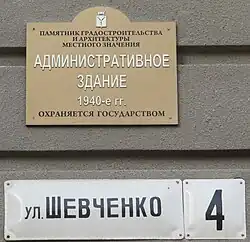 ПАМЯТНИК ГРАДОСТРОИТЕЛЬСТВА
И АРХИТЕКТУРЫ
МЕСТНОГО ЗНАЧЕНИЯ
АДМИНИСТРАТИВНОЕ
ЗДАНИЕ
1940-е гг.
ОХРАНЯЕТСЯ ГОСУДАРСТВОМ
ул. ШЕВЧЕНКО 4